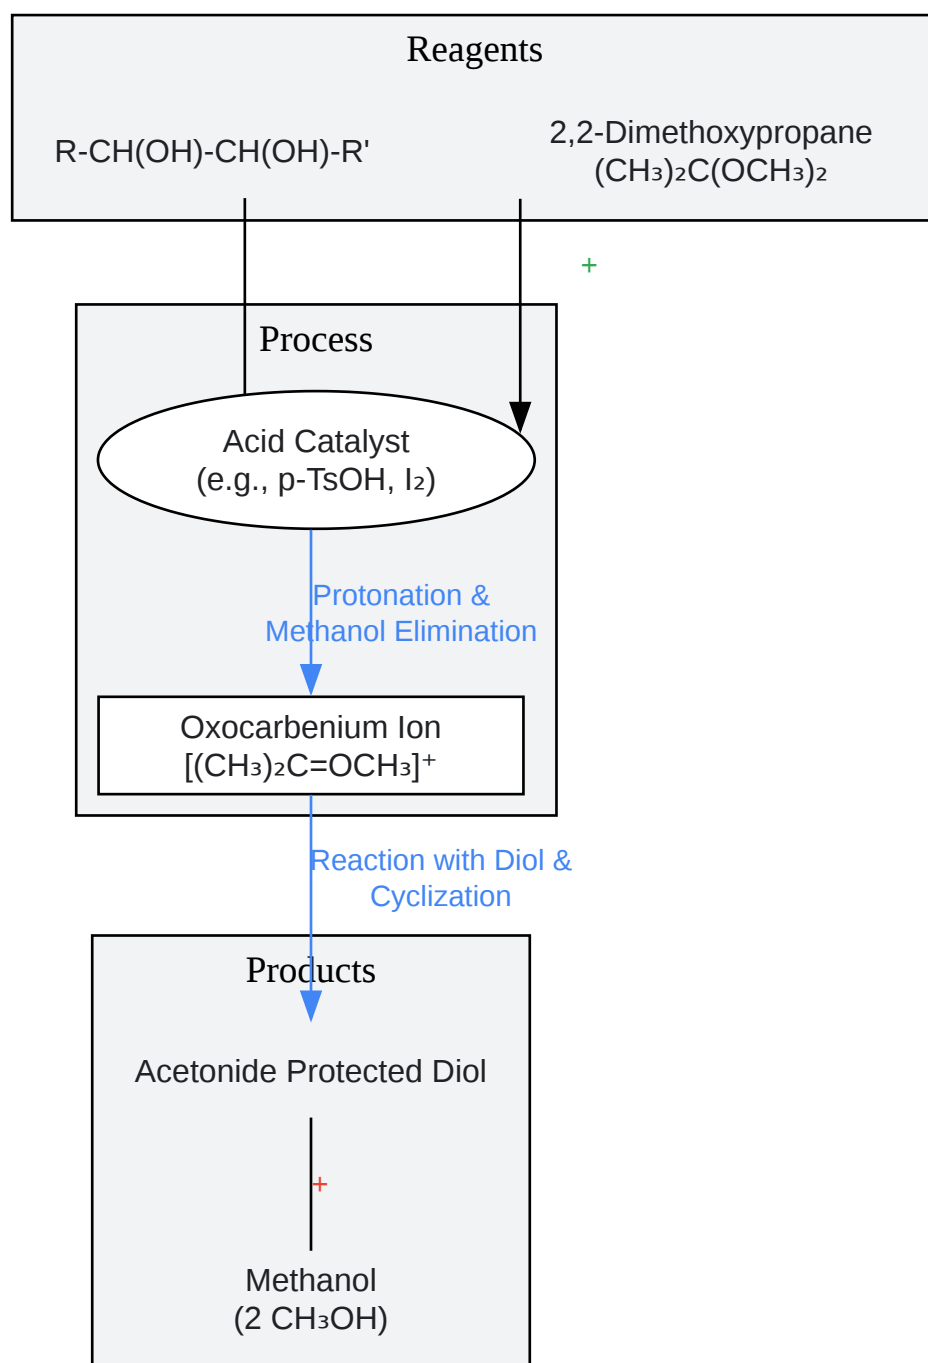 Reagents
R-CH(OH)-CH(OH)-R'
2,2-Dimethoxypropane
(CH₃)₂C(OCH₃)₂
+
Process
Acid Catalyst
(e.g., p-TsOH, I₂)
Protonation &
Methanol Elimination
Oxocarbenium Ion
[(CH₃)₂C=OCH₃]⁺
Reaction with Diol &
Cyclization
Products
Acetonide Protected Diol
+
Methanol
(2 CH₃OH)